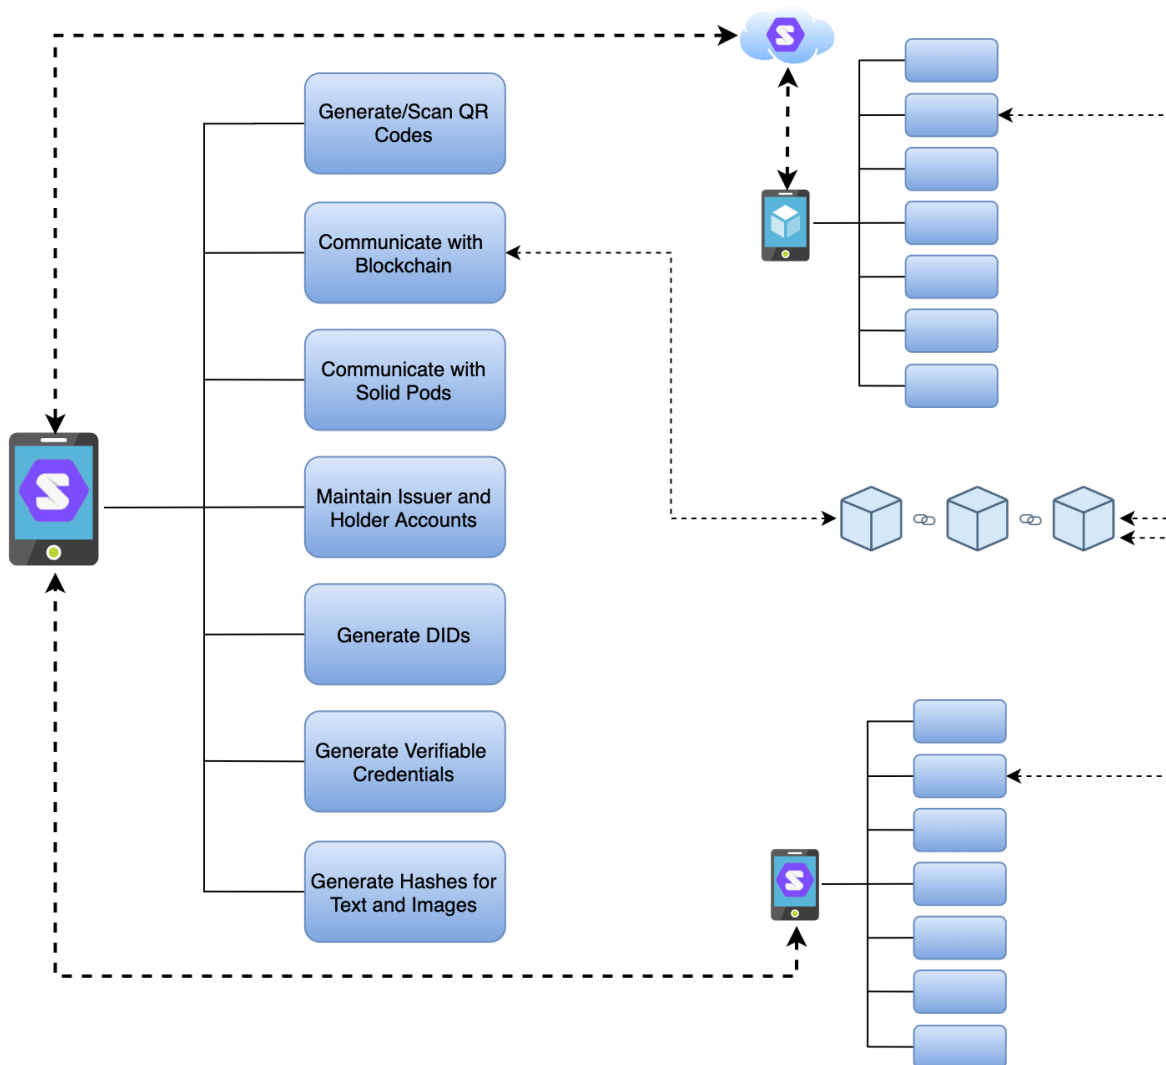 Generate/Scan QR
Codes
Communicate with
Blockchain
Communicate with
Solid Pods
Maintain Issuer and
Holder Accounts
Generate DIDs
Generate Verifiable
Credentials
Generate Hashes for
Text and Images